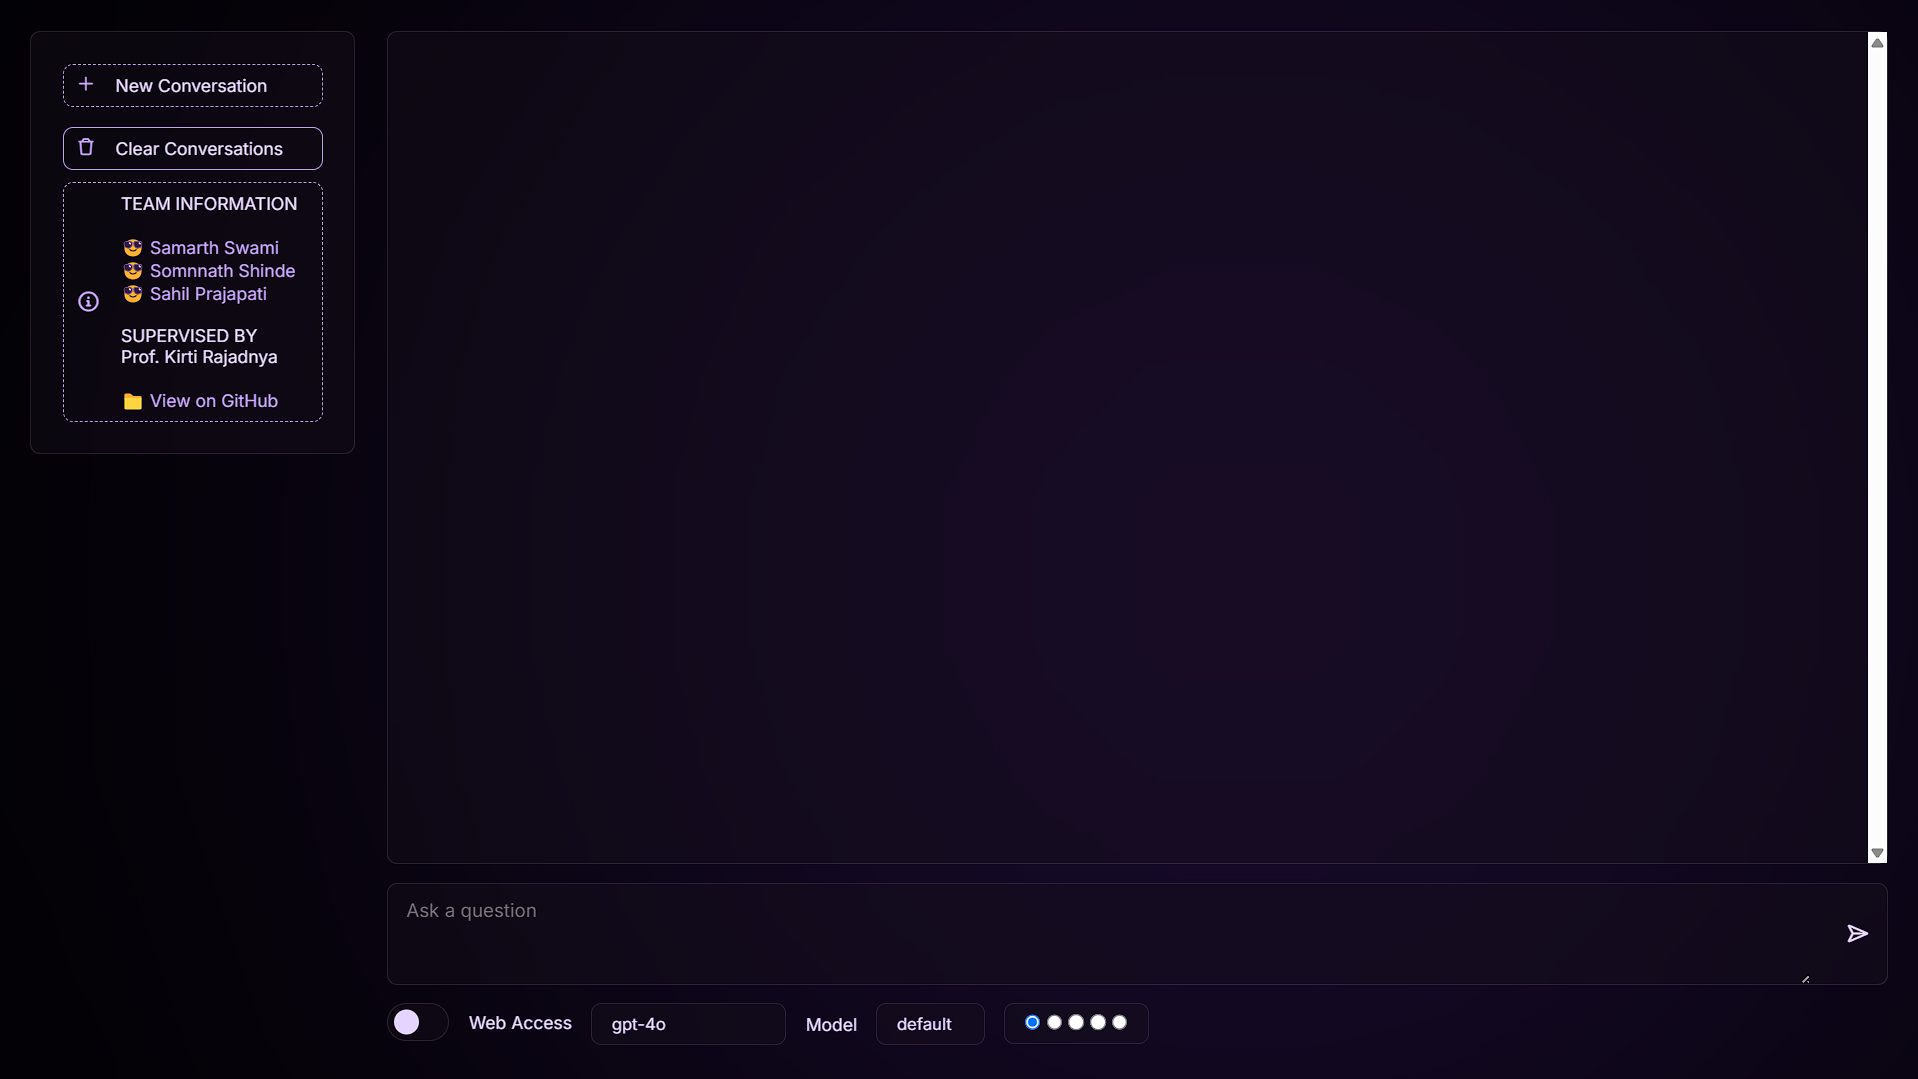 New Conversation
Clear Conversations
TEAM INFORMATION
😎 Samarth Swami
😎 Somnnath Shinde
😎 Sahil Prajapati
SUPERVISED BY
Prof. Kirti Rajadnya
📁 View on GitHub
Ask a question
Web Access
gpt-4o
Model
default